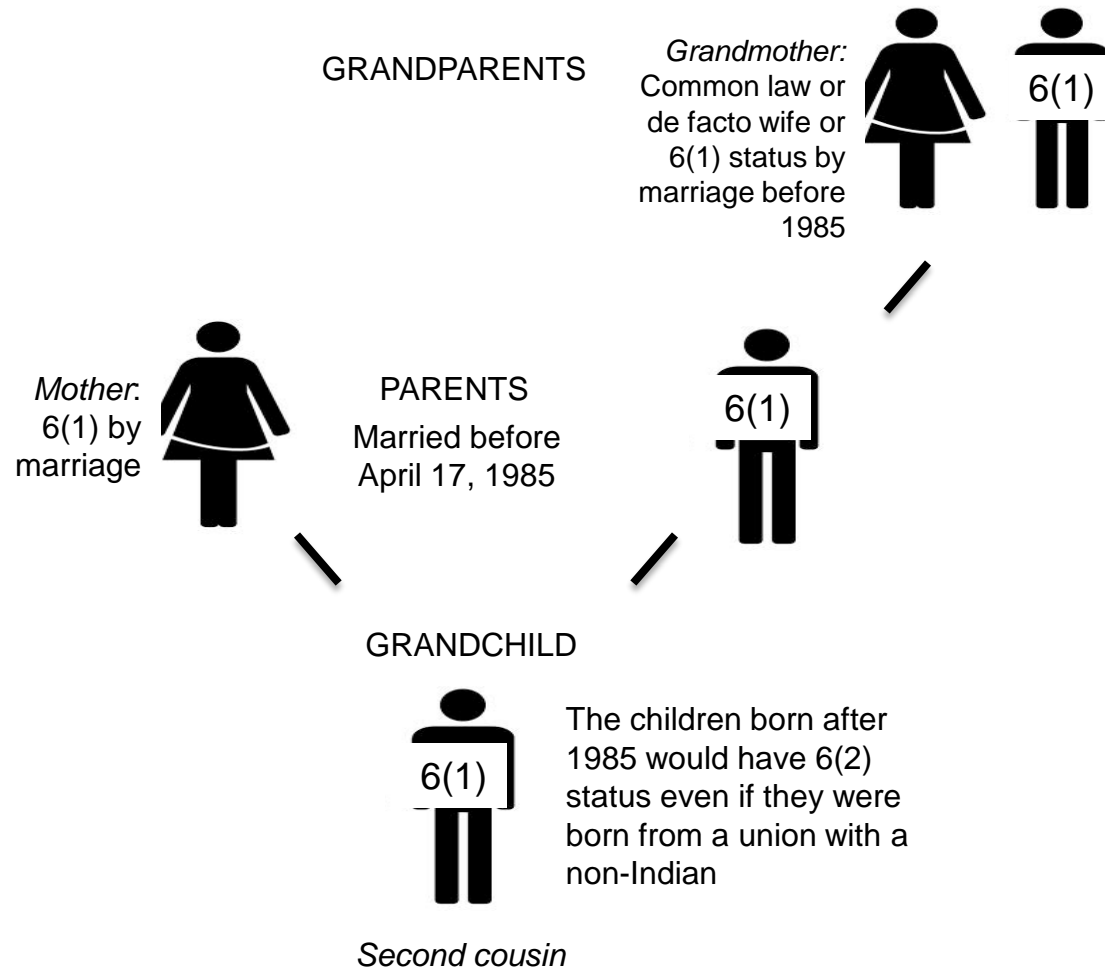 GRANDPARENTS
Grandmother:
Common law or
de facto wife or
6(1) status by
marriage before
1985
6(1)
Mother:
6(1) by
marriage
PARENTS
Married before
April 17, 1985
6(1)
GRANDCHILD
6(1)
The children born after
1985 would have 6(2)
status even if they were
born from a union with a
non-Indian
Second cousin